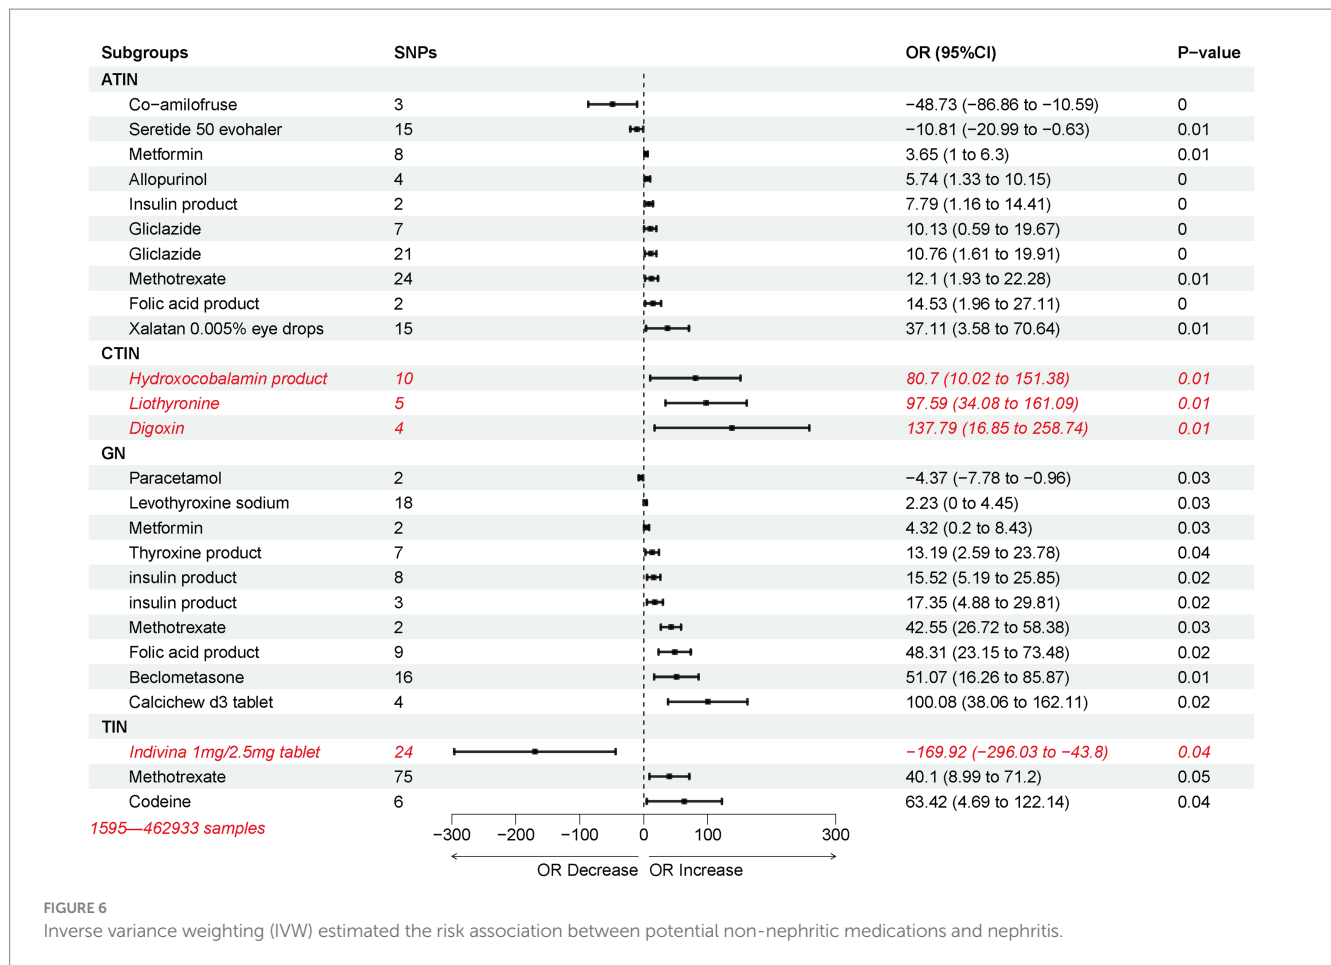 Subgroups SNPs OR (95%CI) P−value
ATIN
Co−amilofruse 3 −48.73 (−86.86 to −10.59) 0
Seretide 50 evohaler 15 −10.81 (−20.99 to −0.63) 0.01
Metformin 8 3.65 (1 to 6.3) 0.01
Allopurinol 4 5.74 (1.33 to 10.15) 0
Insulin product 2 7.79 (1.16 to 14.41) 0
Gliclazide 7 10.13 (0.59 to 19.67) 0
Gliclazide 21 10.76 (1.61 to 19.91) 0
Methotrexate 24 12.1 (1.93 to 22.28) 0.01
Folic acid product 2 14.53 (1.96 to 27.11) 0
Xalatan 0.005% eye drops 15 37.11 (3.58 to 70.64) 0.01
CTIN
Hydroxocobalamin product 10 80.7 (10.02 to 151.38) 0.01
Liothyronine 5 97.59 (34.08 to 161.09) 0.01
Digoxin 4 137.79 (16.85 to 258.74) 0.01
GN
Paracetamol 2 −4.37 (−7.78 to −0.96) 0.03
Levothyroxine sodium 18 2.23 (0 to 4.45) 0.03
Metformin 2 4.32 (0.2 to 8.43) 0.03
Thyroxine product 7 13.19 (2.59 to 23.78) 0.04
insulin product 8 15.52 (5.19 to 25.85) 0.02
insulin product 3 17.35 (4.88 to 29.81) 0.02
Methotrexate 2 42.55 (26.72 to 58.38) 0.03
Folic acid product 9 48.31 (23.15 to 73.48) 0.02
Beclometasone 16 51.07 (16.26 to 85.87) 0.01
Calcichew d3 tablet 4 100.08 (38.06 to 162.11) 0.02
TIN
Indivina 1mg/2.5mg tablet 24 −169.92 (−296.03 to −43.8) 0.04
Methotrexate 75 40.1 (8.99 to 71.2) 0.05
Codeine 6 63.42 (4.69 to 122.14) 0.04
1595—462933 samples
−300 −200 −100 0 100 300
OR Decrease OR Increase
FIGURE 6
Inverse variance weighting (IVW) estimated the risk association between potential non-nephritic medications and nephritis.